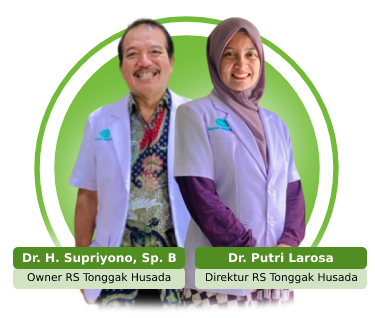 Dr. H. Supriyono, Sp. B
Owner RS Tonggak Husada
Dr. Putri Larosa
Direktur RS Tonggak Husada